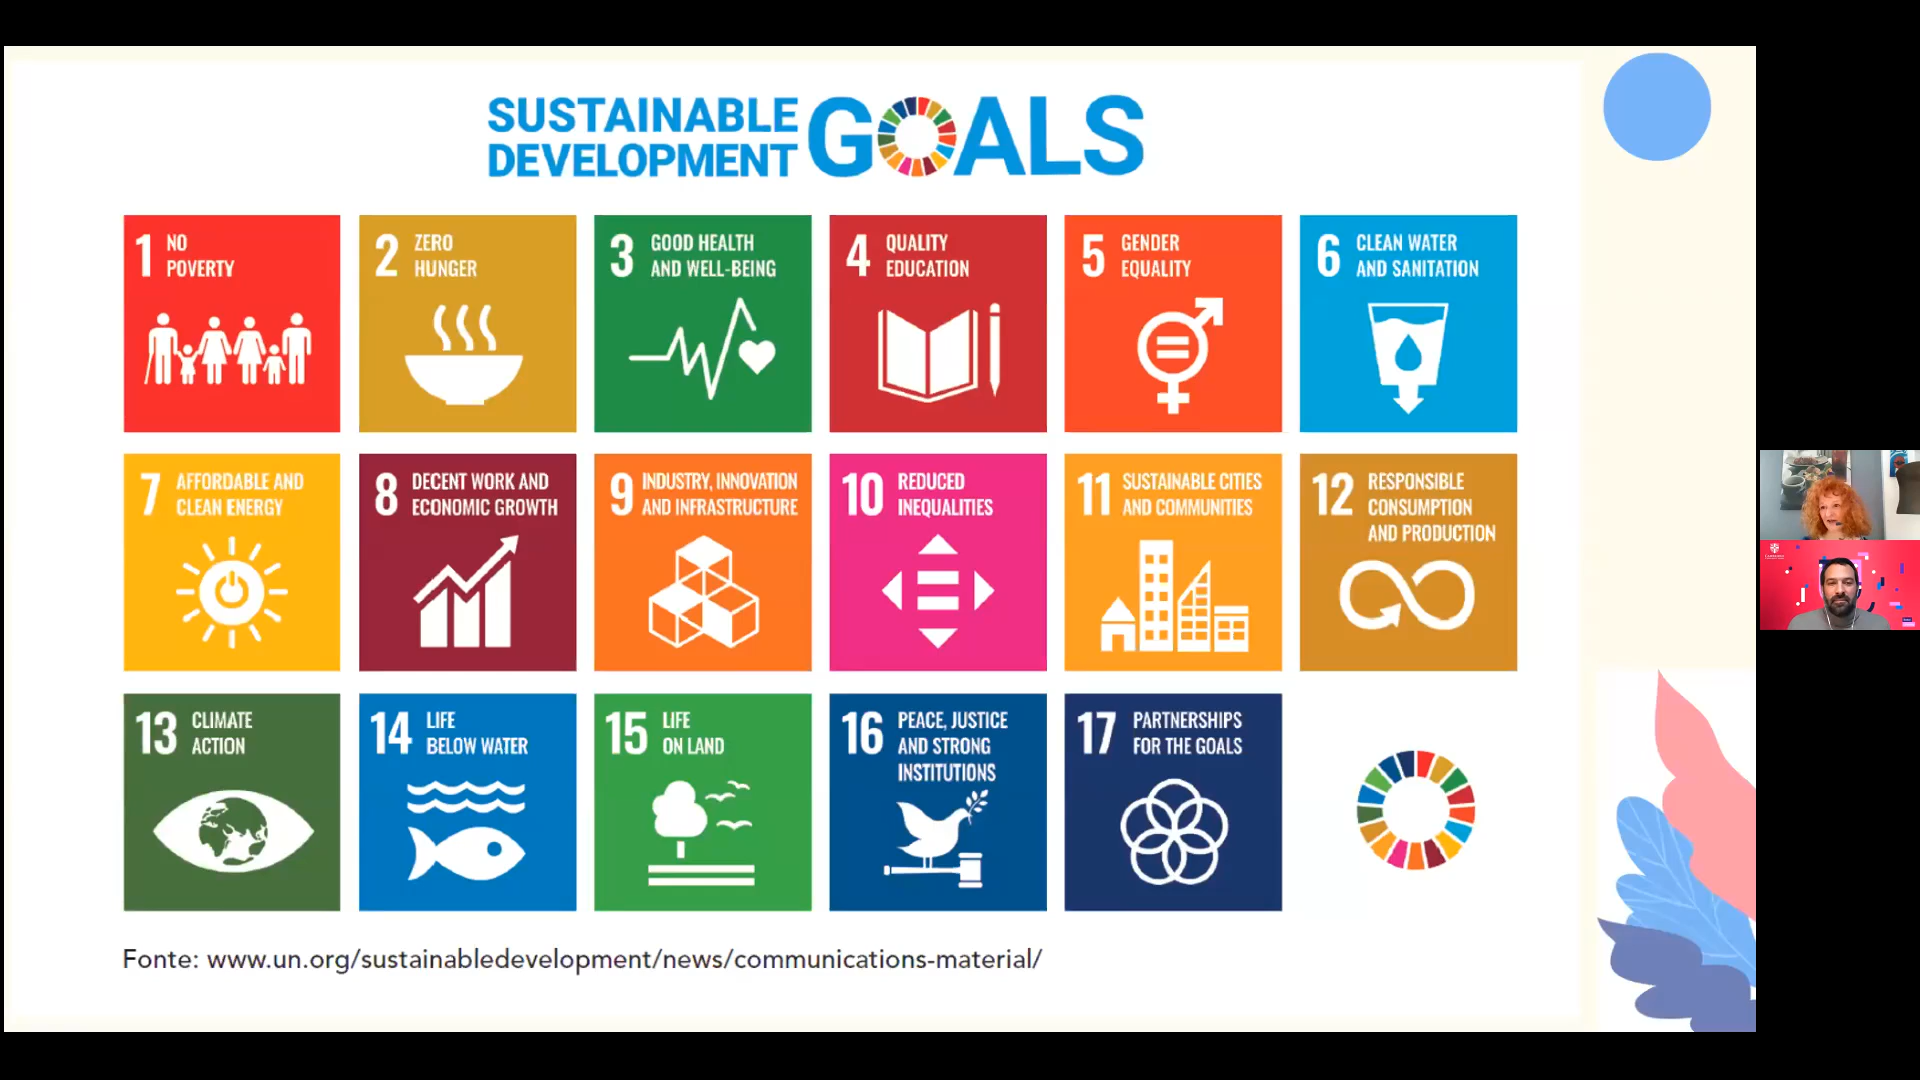 SUSTAINABLE
DEVELOPMENT
GOALS
1 NO
POVERTY
2 ZERO
HUNGER
3 GOOD HEALTH
AND WELL-BEING
4 QUALITY
EDUCATION
5 GENDER
EQUALITY
6 CLEAN WATER
AND SANITATION
7 AFFORDABLE AND
CLEAN ENERGY
8 DECENT WORK AND
ECONOMIC GROWTH
9 INDUSTRY, INNOVATION
AND INFRASTRUCTURE
10 REDUCED
INEQUALITIES
11 SUSTAINABLE CITIES
AND COMMUNITIES
12 RESPONSIBLE
CONSUMPTION
AND PRODUCTION
13 CLIMATE
ACTION
14 LIFE
BELOW WATER
15 LIFE
ON LAND
16 PEACE, JUSTICE
AND STRONG
INSTITUTIONS
17 PARTNERSHIPS
FOR THE GOALS
Fonte: www.un.org/sustainabledevelopment/news/communications-material/